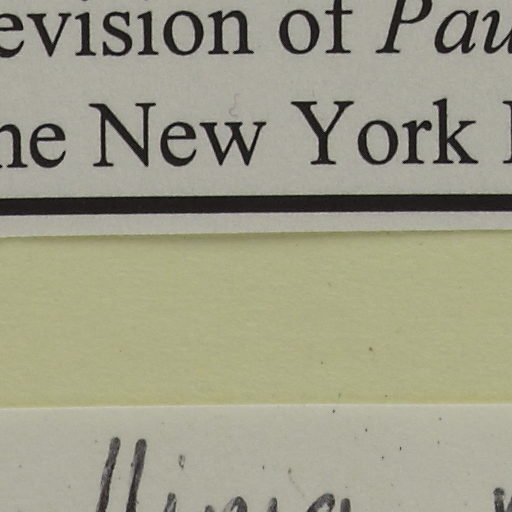 evision of Pau
he New York